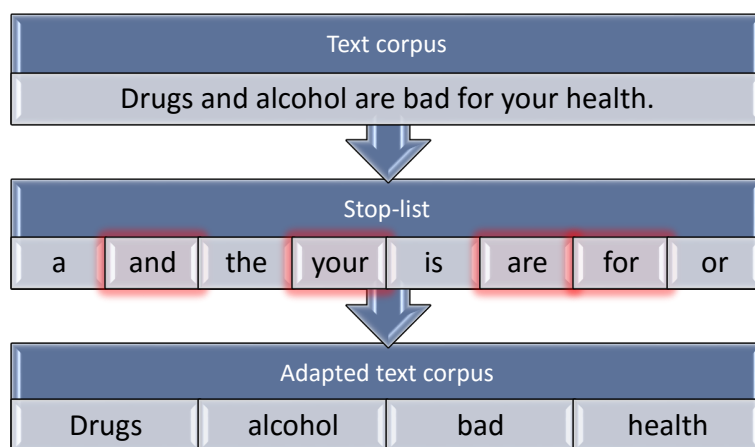 Text corpus
Drugs and alcohol are bad for your health.
Stop-list
a and the your is are for or
Adapted text corpus
Drugs alcohol bad health